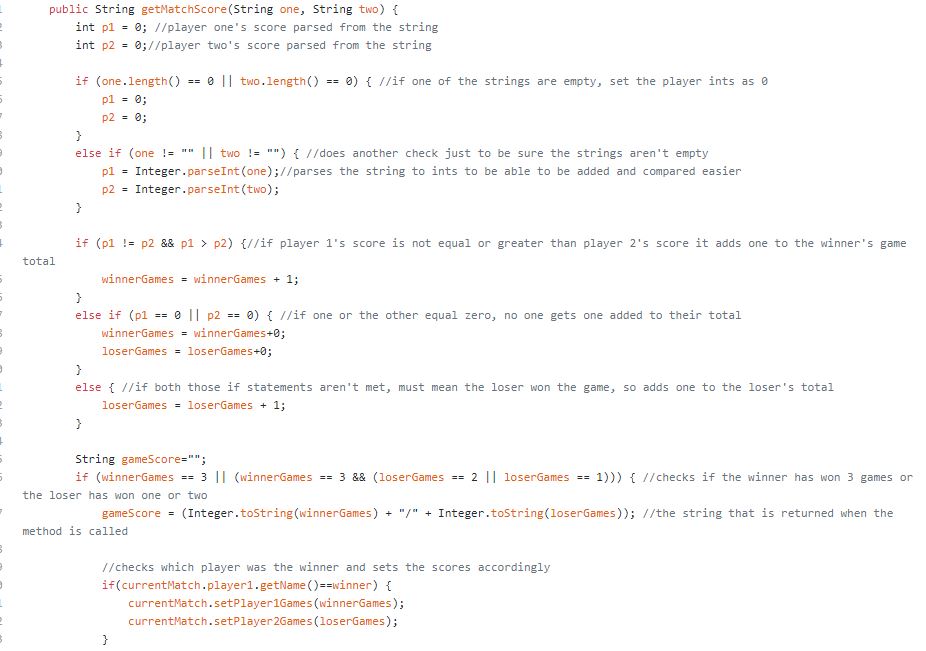 public String getMatchScore(String one, String two) {
int p1 = 0; //player one's score parsed from the string
int p2 = 0;//player two's score parsed from the string
if (one.length() == 0 || two.length() == 0) { //if one of the strings are empty, set the player ints as 0
p1 = 0;
p2 = 0;
}
else if (one != "" || two != "") { //does another check just to be sure the strings aren't empty
p1 = Integer.parseInt(one);//parses the string to ints to be able to be added and compared easier
p2 = Integer.parseInt(two);
}
if (p1 != p2 && p1 > p2) {//if player 1's score is not equal or greater than player 2's score it adds one to the winner's game
total
winnerGames = winnerGames + 1;
}
else if (p1 == 0 || p2 == 0) { //if one or the other equal zero, no one gets one added to their total
winnerGames = winnerGames+0;
loserGames = loserGames+0;
}
else { //if both those if statements aren't met, must mean the loser won the game, so adds one to the loser's total
loserGames = loserGames + 1;
}
String gameScore="";
if (winnerGames == 3 || (winnerGames == 3 && (loserGames == 2 || loserGames == 1))) { //checks if the winner has won 3 games or
the loser has won one or two
gameScore = (Integer.toString(winnerGames) + "/" + Integer.toString(loserGames)); //the string that is returned when the
method is called
//checks which player was the winner and sets the scores accordingly
if(currentMatch.player1.getName()==winner) {
currentMatch.setPlayer1Games(winnerGames);
currentMatch.setPlayer2Games(loserGames);
}